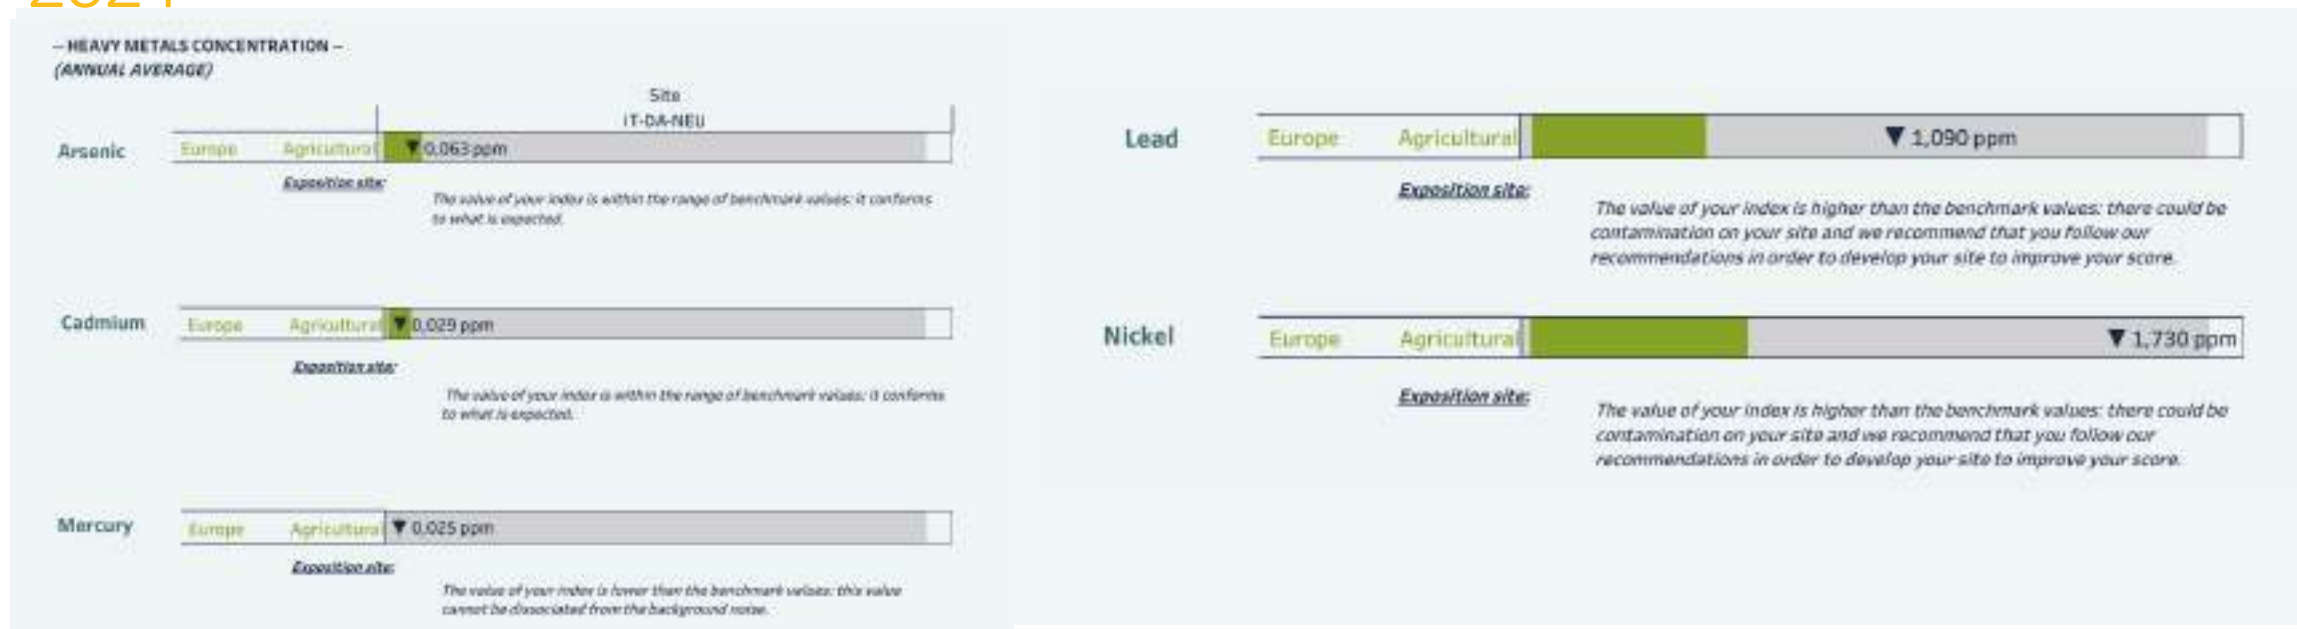 2024
– HEAVY METALS CONCENTRATION –
(ANNUAL AVERAGE)
Site
IT-DA-NEU
Arsenic Europe Agricultural ▼ 0,063 ppm
Exposition site:
The value of your index is within the range of benchmark values: it conforms
to what is expected.
Cadmium Europe Agricultural ▼ 0,029 ppm
Exposition site:
The value of your index is within the range of benchmark values: it conforms
to what is expected.
Mercury Europe Agricultural ▼ 0,025 ppm
Exposition site:
The value of your index is lower than the benchmark values: this value
cannot be dissociated from the background noise.
Lead Europe Agricultural ▼ 1,090 ppm
Exposition site:
The value of your index is higher than the benchmark values: there could be
contamination on your site and we recommend that you follow our
recommendations in order to develop your site to improve your score.
Nickel Europe Agricultural ▼ 1,730 ppm
Exposition site:
The value of your index is higher than the benchmark values: there could be
contamination on your site and we recommend that you follow our
recommendations in order to develop your site to improve your score.